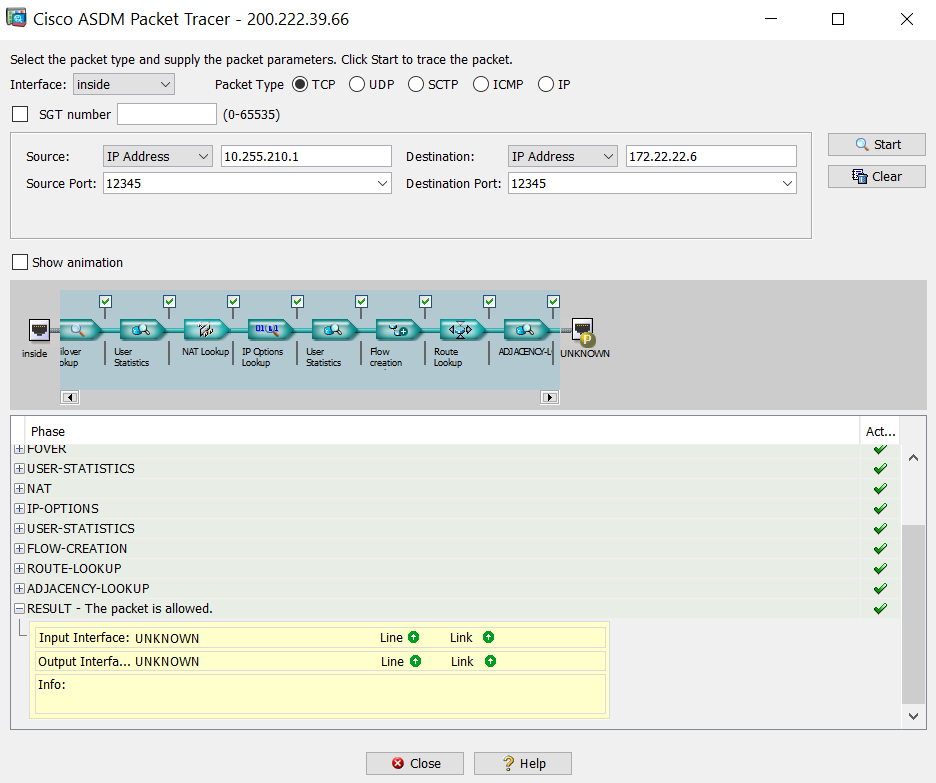 Cisco ASDM Packet Tracer - 200.222.39.66
Select the packet type and supply the packet parameters. Click Start to trace the packet.
Interface: inside Packet Type TCP UDP SCTP ICMP IP
SGT number (0-65535)
Source: IP Address 10.255.210.1 Destination: IP Address 172.22.22.6 Start
Source Port: 12345 Destination Port: 12345 Clear
Show animation
inside
ilover
okup
User
Statistics
NAT Lookup
IP Options
Lookup
User
Statistics
Flow
creation
Route
Lookup
ADJACENCY-L
UNKNOWN
Phase Act...
FOVER
USER-STATISTICS
NAT
IP-OPTIONS
USER-STATISTICS
FLOW-CREATION
ROUTE-LOOKUP
ADJACENCY-LOOKUP
RESULT - The packet is allowed.
Input Interface: UNKNOWN Line Link
Output Interfa... UNKNOWN Line Link
Info:
Close Help